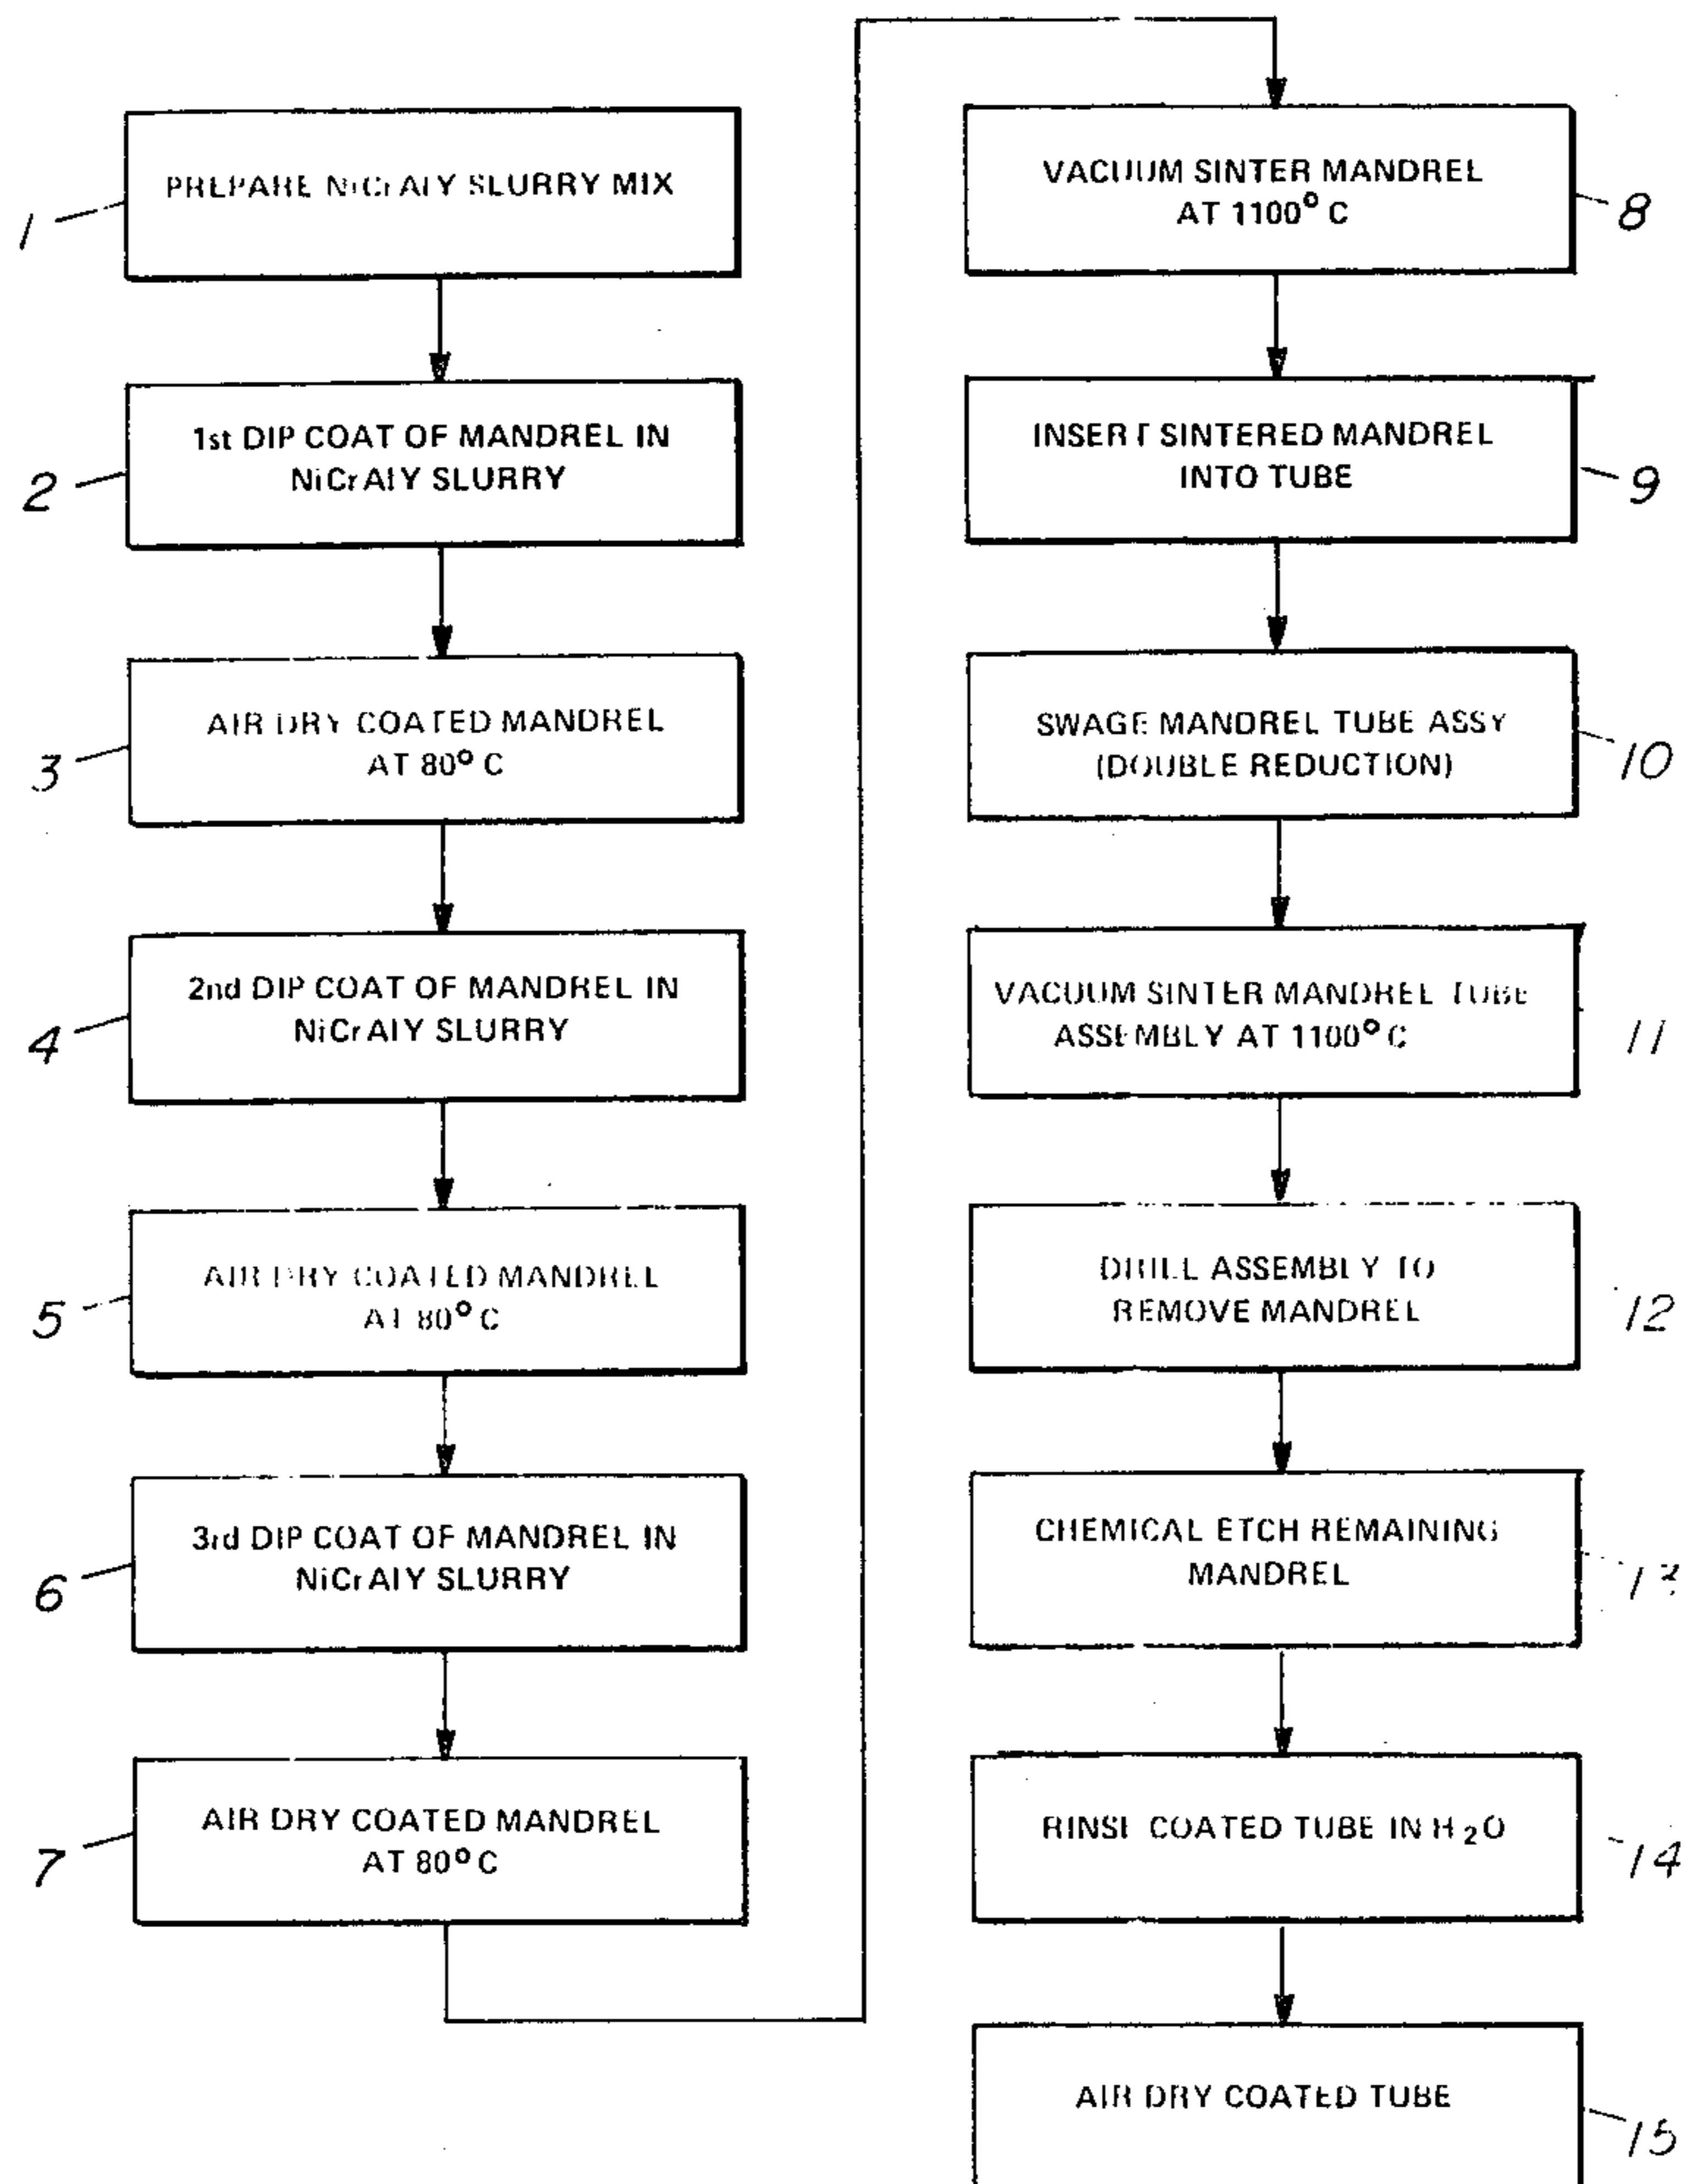 PREPARE NiCrAlY SLURRY MIX
1
1st DIP COAT OF MANDREL IN
NiCrAlY SLURRY
2
AIR DRY COATED MANDREL
AT 80° C
3
2nd DIP COAT OF MANDREL IN
NiCrAlY SLURRY
4
AIR DRY COATED MANDREL
AT 80° C
5
3rd DIP COAT OF MANDREL IN
NiCrAlY SLURRY
6
AIR DRY COATED MANDREL
AT 80° C
7
VACUUM SINTER MANDREL
AT 1100° C
8
INSERT SINTERED MANDREL
INTO TUBE
9
SWAGE MANDREL TUBE ASSY
(DOUBLE REDUCTION)
10
VACUUM SINTER MANDREL TUBE
ASSEMBLY AT 1100° C
11
DRILL ASSEMBLY TO
REMOVE MANDREL
12
CHEMICAL ETCH REMAINING
MANDREL
13
RINSE COATED TUBE IN H₂O
14
AIR DRY COATED TUBE
15